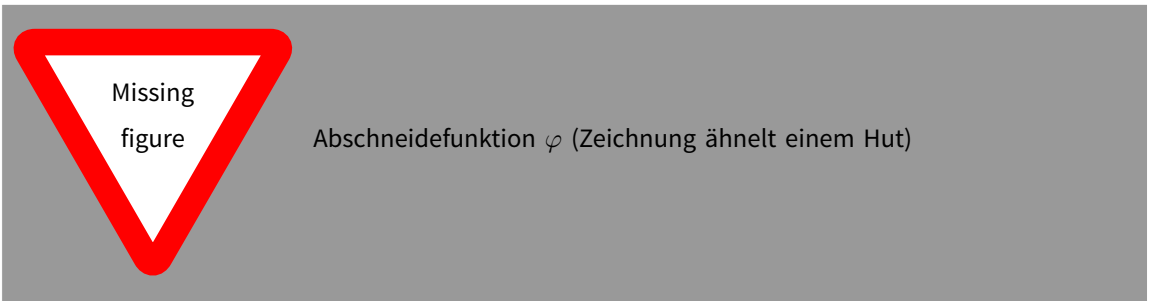 Missing
figure
Abschneidefunktion φ (Zeichnung ähnelt einem Hut)